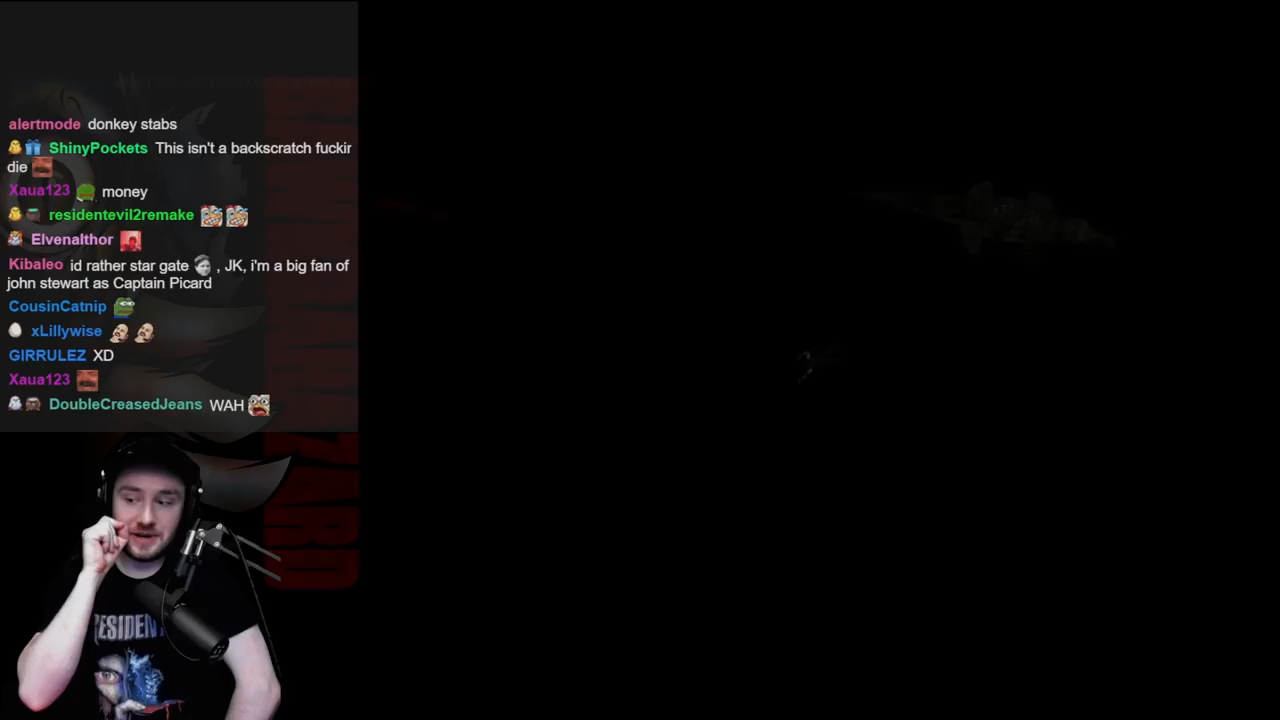 alertmode donkey stabs
ShinyPockets This isn't a backscratch fuckir
die
Xaua123 money
residentevil2remake
Elvenalthor
Kibaleo id rather star gate , JK, i'm a big fan of
john stewart as Captain Picard
CousinCatnip
xLillywise
GIRRULEZ XD
Xaua123
DoubleCreasedJeans WAH
RESIDEN